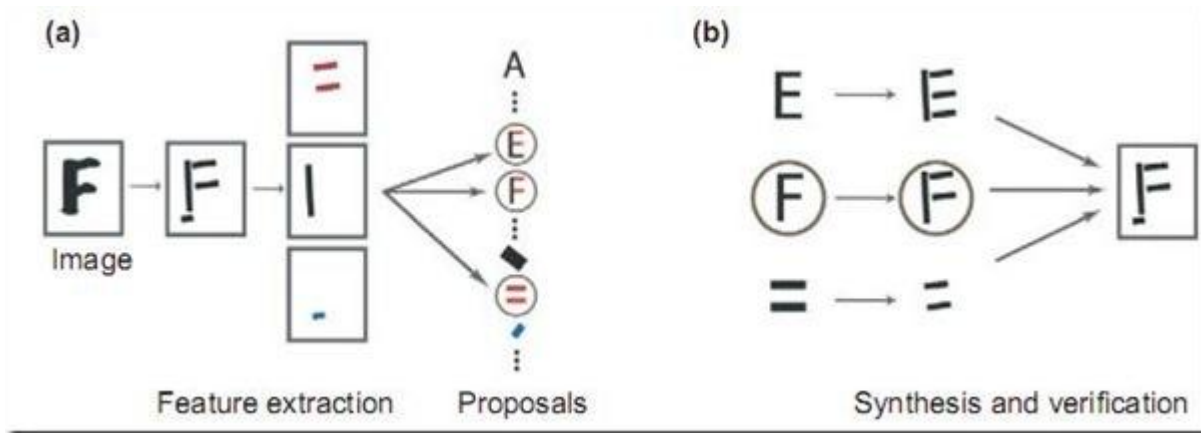 (a)
(b)
A
E
F
=
E
E
F
F
=
=
F
F
F
Image
Feature extraction
Proposals
Synthesis and verification